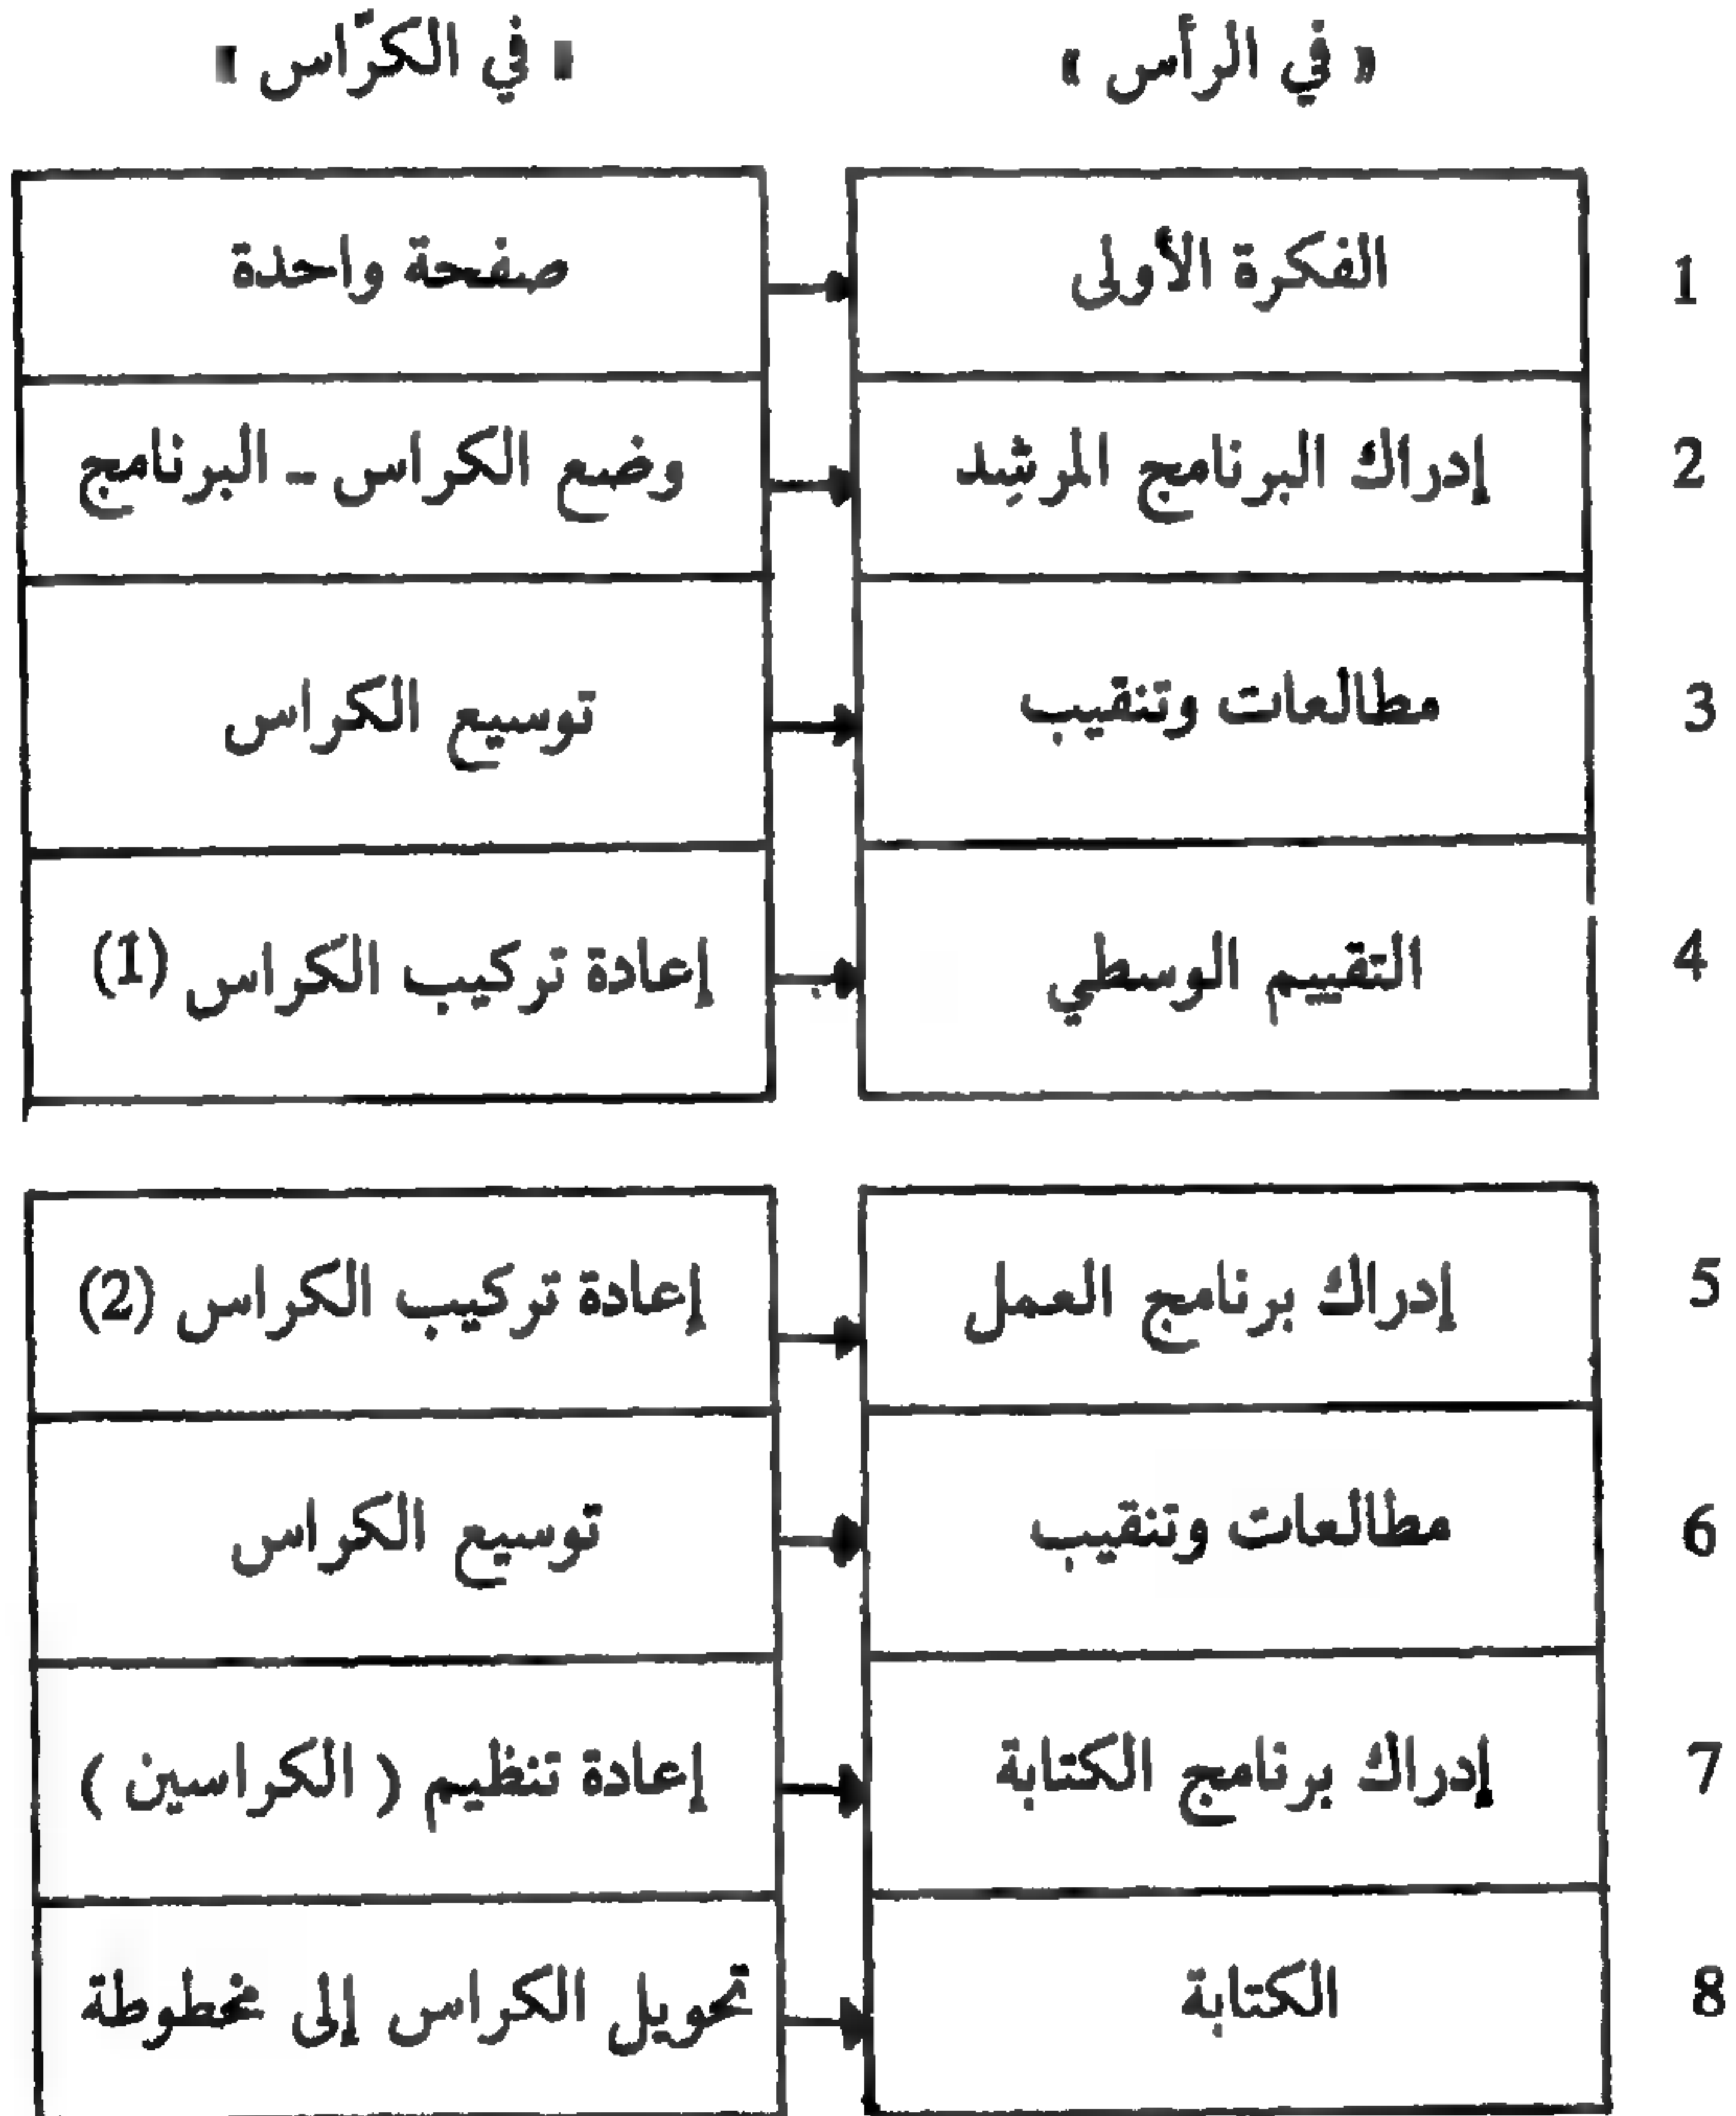 « في الرأس » « في الكرّاس »
1 الفكرة الأولى صفحة واحدة
2 إدراك البرنامج المرشِد وضع الكراس - البرنامج
3 مطالعات وتنقيب توسيع الكراس
4 التقييم الوسطي إعادة تركيب الكراس (1)
5 إدراك برنامج العمل إعادة تركيب الكراس (2)
6 مطالعات وتنقيب توسيع الكراس
7 إدراك برنامج الكتابة إعادة تنظيم ( الكراسين )
8 الكتابة تحويل الكراس إلى مخطوطة